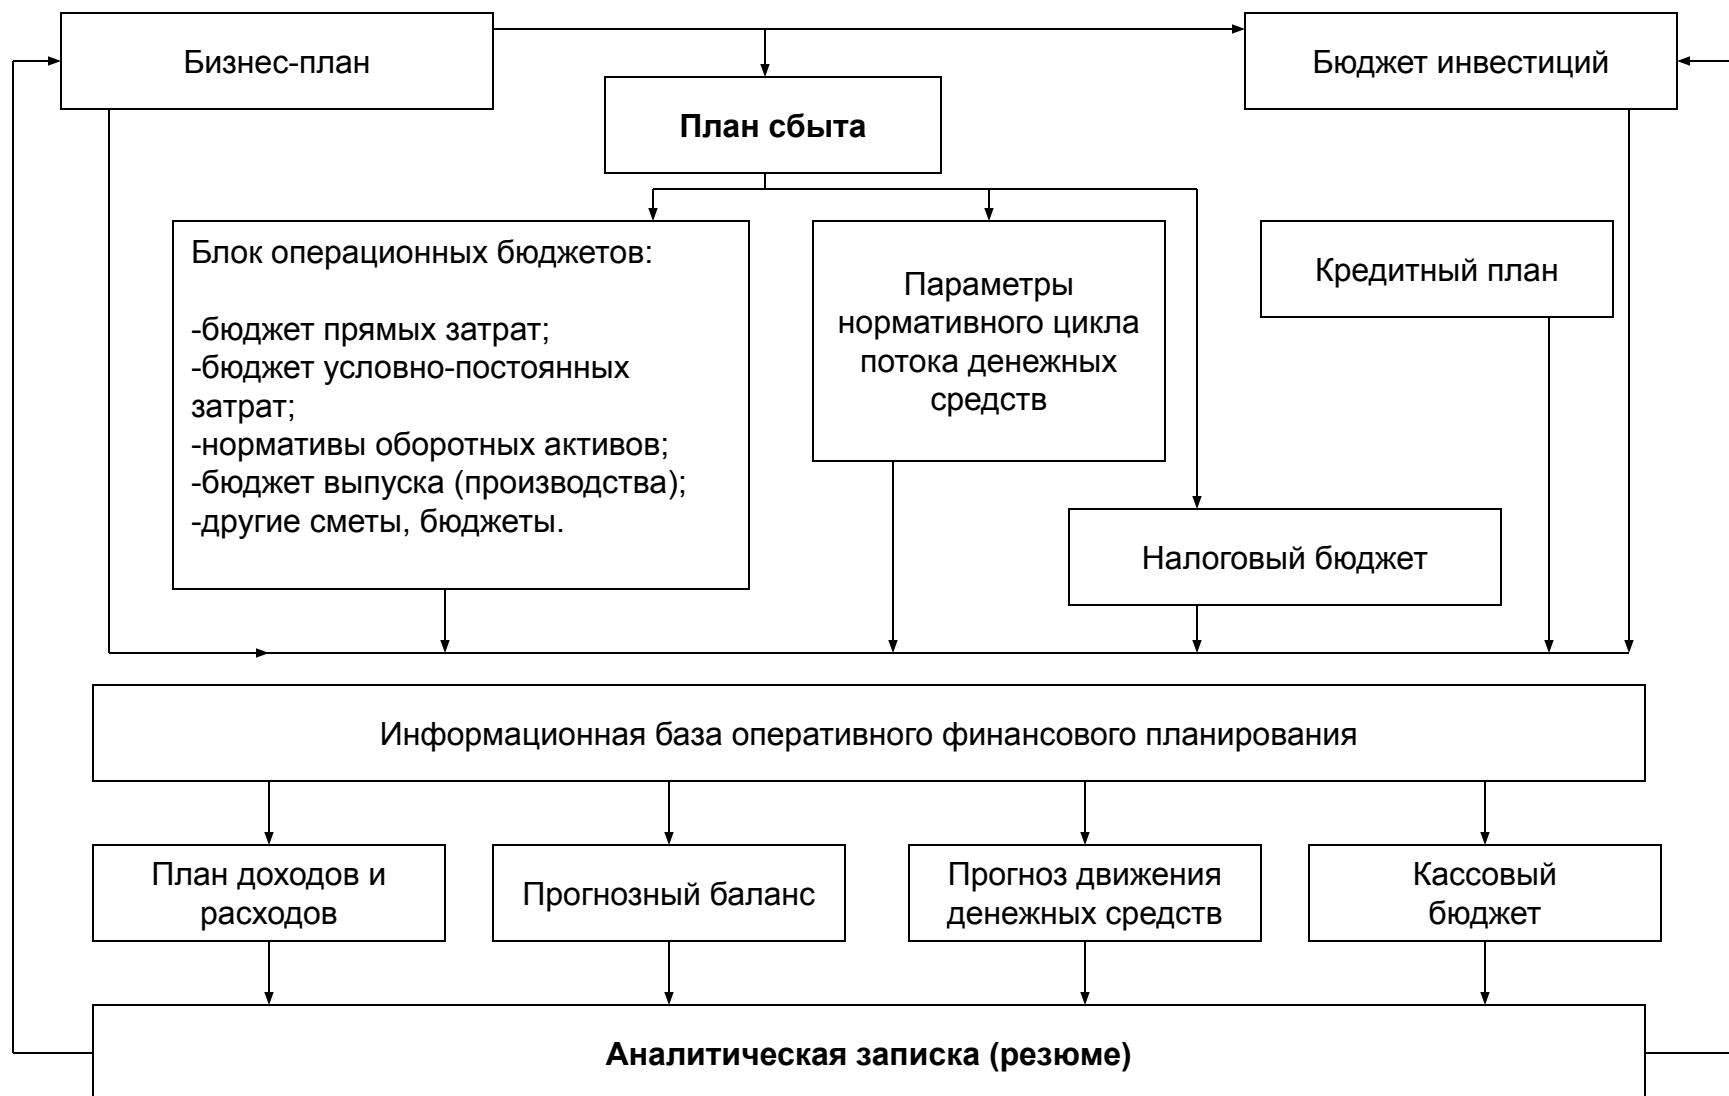 Бизнес-план
Бюджет инвестиций
План сбыта
Блок операционных бюджетов:
-бюджет прямых затрат;
-бюджет условно-постоянных
затрат;
-нормативы оборотных активов;
-бюджет выпуска (производства);
-другие сметы, бюджеты.
Параметры
нормативного цикла
потока денежных
средств
Кредитный план
Налоговый бюджет
Информационная база оперативного финансового планирования
План доходов и
расходов
Прогнозный баланс
Прогноз движения
денежных средств
Кассовый
бюджет
Аналитическая записка (резюме)